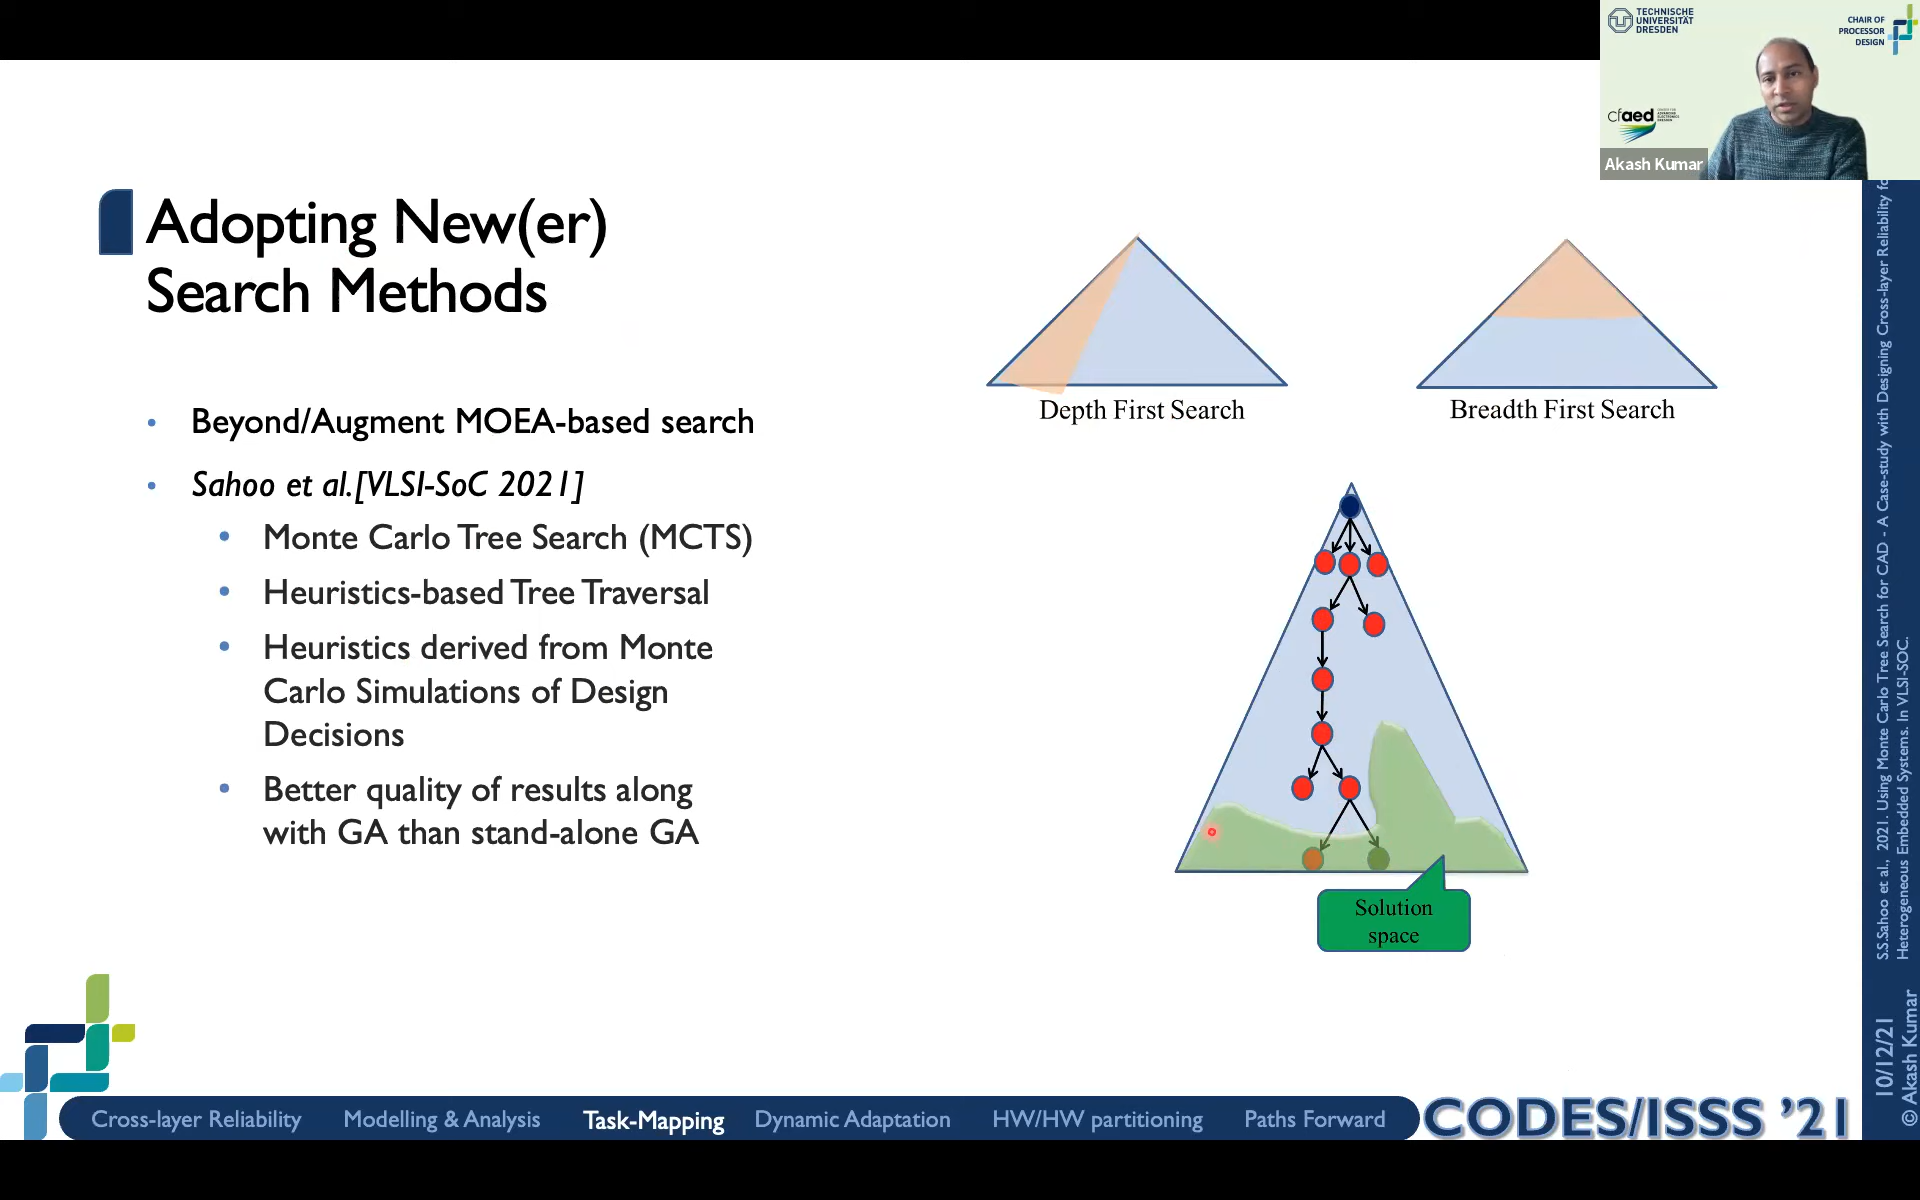 TECHNISCHE
UNIVERSITÄT
DRESDEN
CHAIR OF
PROCESSOR
DESIGN
cfaed
Akash Kumar
Adopting New(er)
Search Methods
• Beyond/Augment MOEA-based search
• Sahoo et al.[VLSI-SoC 2021]
• Monte Carlo Tree Search (MCTS)
• Heuristics-based Tree Traversal
• Heuristics derived from Monte
Carlo Simulations of Design
Decisions
• Better quality of results along
with GA than stand-alone GA
Depth First Search
Breadth First Search
Solution
space
S.S.Sahoo et al., 2021. Using Monte Carlo Tree Search for CAD - A Case-study with Designing Cross-layer Reliability fo
Heterogeneous Embedded Systems. In VLSI-SOC.
10/12/21
© Akash Kumar
Cross-layer Reliability Modelling & Analysis Task-Mapping Dynamic Adaptation HW/HW partitioning Paths Forward
CODES/ISSS ’21